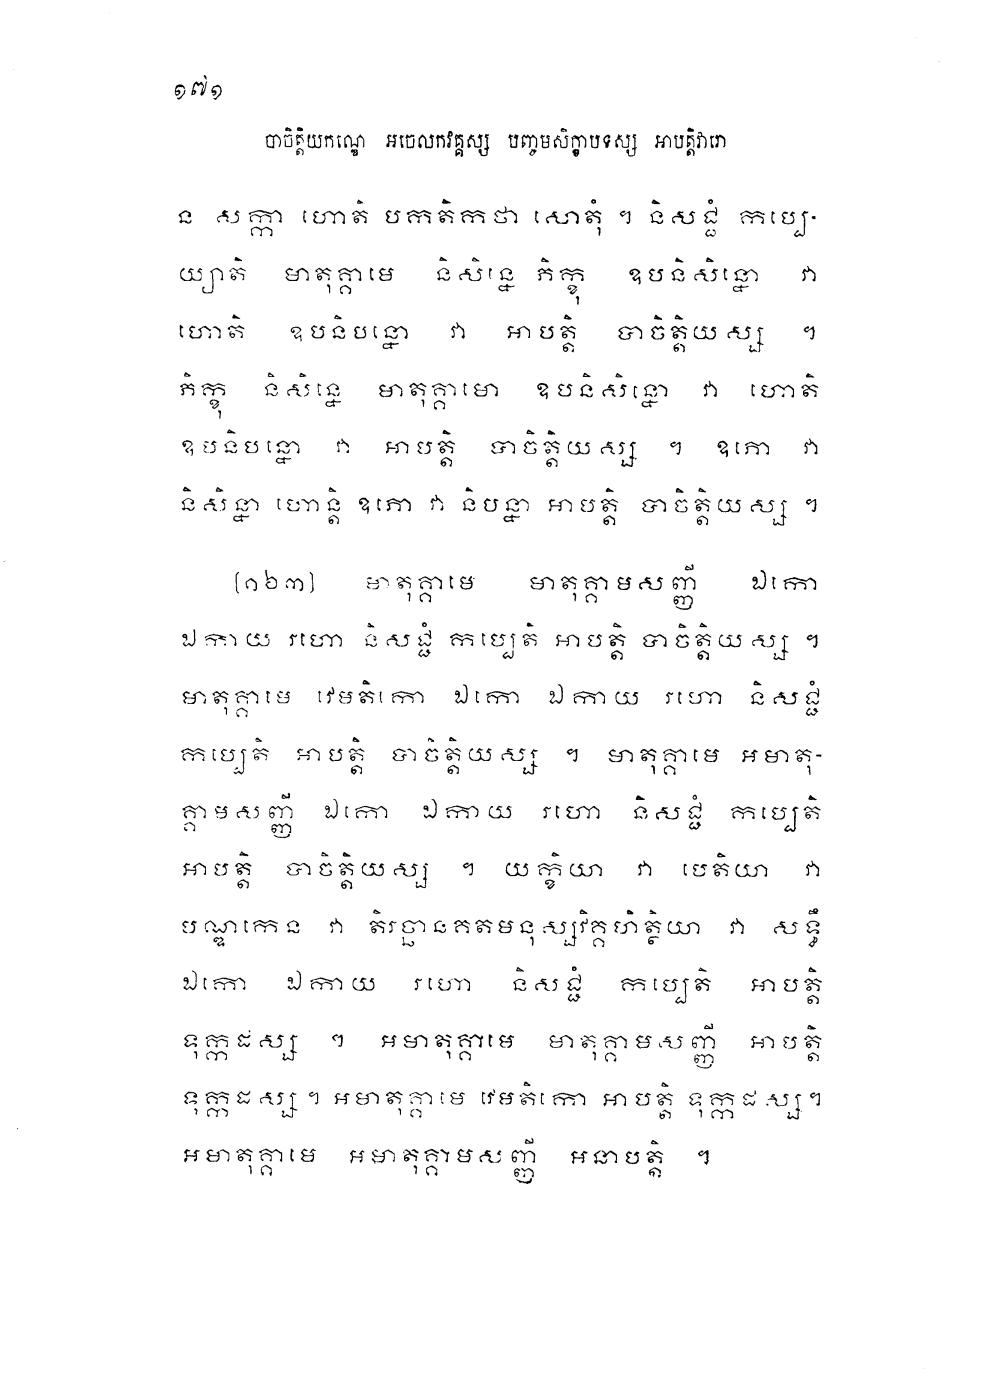 ១៧១
បាចិត្តិយកណ្ឌេ អចេលកវគ្គស្ស បញ្ចមសិក្ខាបទស្ស អាបត្តិវារោ
ន សក្កា ហោតិ បកតិកថា សោតុំ ។ និសជ្ជំ កប្បេ-
យ្យាតិ មាតុគ្គាមេ និសិន្នេ ភិក្ខុ ឧបនិសិន្នោ វា
ហោតិ ឧបនិបន្នោ វា អាបត្តិ បាចិត្តិយស្ស ។
ភិក្ខុ និសិន្នេ មាតុគ្គាមោ ឧបនិសិន្នោ វា ហោតិ
ឧបនិបន្នោ វា អាបត្តិ បាចិត្តិយស្ស ។ ឧភោ វា
និសិន្នា ហោន្តិ ឧភោ វា និបន្នា អាបត្តិ បាចិត្តិយស្ស ។
(១៦៣) មាតុគ្គាមេ មាតុគ្គាមសញ្ញី ឯកោ
ឯកាយ រហោ និសជ្ជំ កប្បេតិ អាបត្តិ បាចិត្តិយស្ស ។
មាតុគ្គាមេ វេមតិកោ ឯកោ ឯកាយ រហោ និសជ្ជំ
កប្បេតិ អាបត្តិ បាចិត្តិយស្ស ។ មាតុគ្គាមេ អមាតុ-
គ្គាមសញ្ញី ឯកោ ឯកាយ រហោ និសជ្ជំ កប្បេតិ
អាបត្តិ បាចិត្តិយស្ស ។ យក្ខិយា វា បេតិយា វា
បណ្ឌកេន វា តិរច្ឆានគតមនុស្សវិគ្គហិត្ថិយា វា សទ្ធឹ
ឯកោ ឯកាយ រហោ និសជ្ជំ កប្បេតិ អាបត្តិ
ទុក្កដស្ស ។ អមាតុគ្គាមេ មាតុគ្គាមសញ្ញី អាបត្តិ
ទុក្កដស្ស ។ អមាតុគ្គាមេ វេមតិកោ អាបត្តិ ទុក្កដស្ស ។
អមាតុគ្គាមេ អមាតុគ្គាមសញ្ញី អនាបត្តិ ។